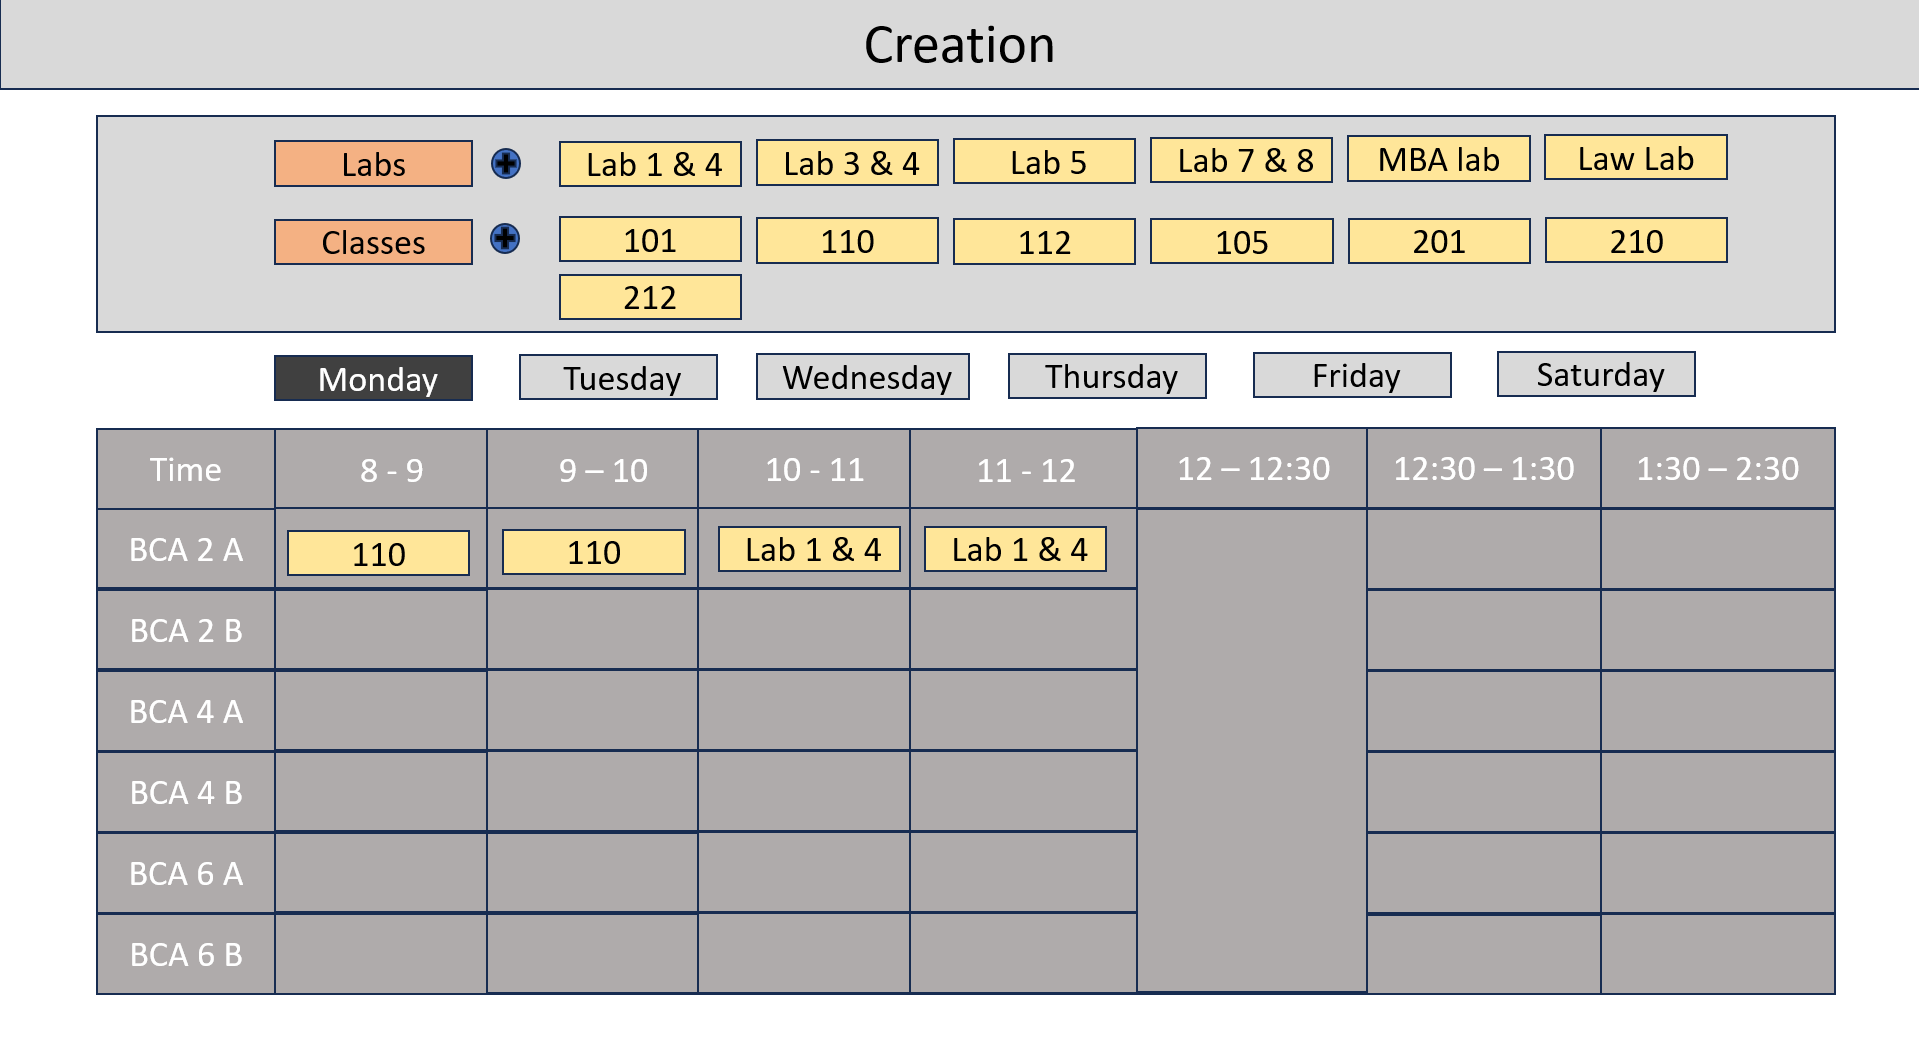 Creation
Labs Lab 1 & 4 Lab 3 & 4 Lab 5 Lab 7 & 8 MBA lab Law Lab
Classes 101 110 112 105 201 210
212
Monday Tuesday Wednesday Thursday Friday Saturday
Time 8 - 9 9 – 10 10 - 11 11 - 12 12 – 12:30 12:30 – 1:30 1:30 – 2:30
BCA 2 A 110 110 Lab 1 & 4 Lab 1 & 4
BCA 2 B
BCA 4 A
BCA 4 B
BCA 6 A
BCA 6 B